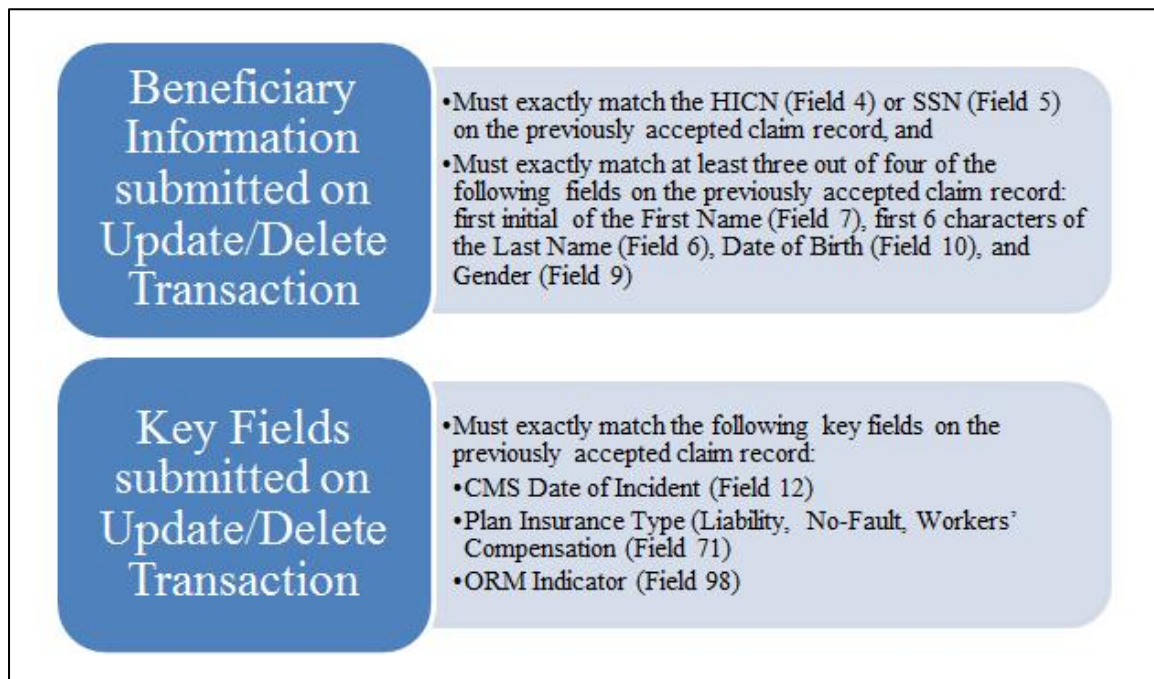 Beneficiary
Information
submitted on
Update/Delete
Transaction
•Must exactly match the HICN (Field 4) or SSN (Field 5)
on the previously accepted claim record, and
•Must exactly match at least three out of four of the
following fields on the previously accepted claim record:
first initial of the First Name (Field 7), first 6 characters of
the Last Name (Field 6), Date of Birth (Field 10), and
Gender (Field 9)
Key Fields
submitted on
Update/Delete
Transaction
•Must exactly match the following key fields on the
previously accepted claim record:
•CMS Date of Incident (Field 12)
•Plan Insurance Type (Liability, No-Fault, Workers’
Compensation (Field 71)
•ORM Indicator (Field 98)